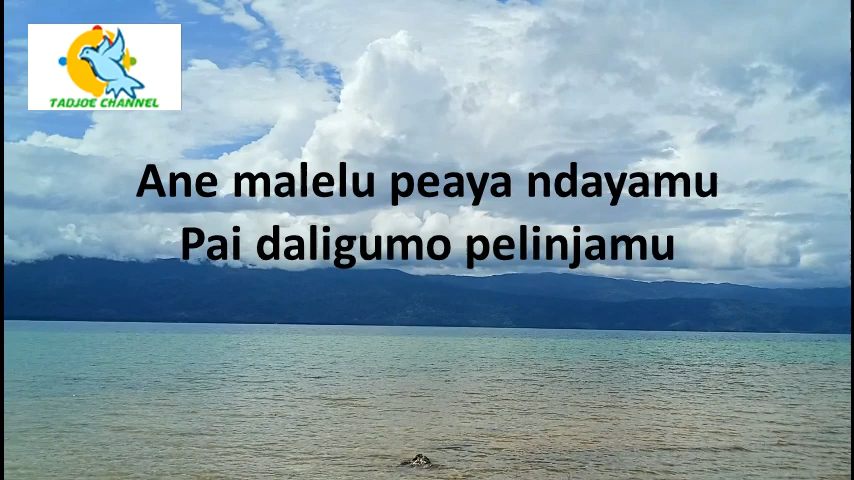 TADJOE CHANNEL
Ane malelu peaya ndayamu
Pai daligumo pelinjamu